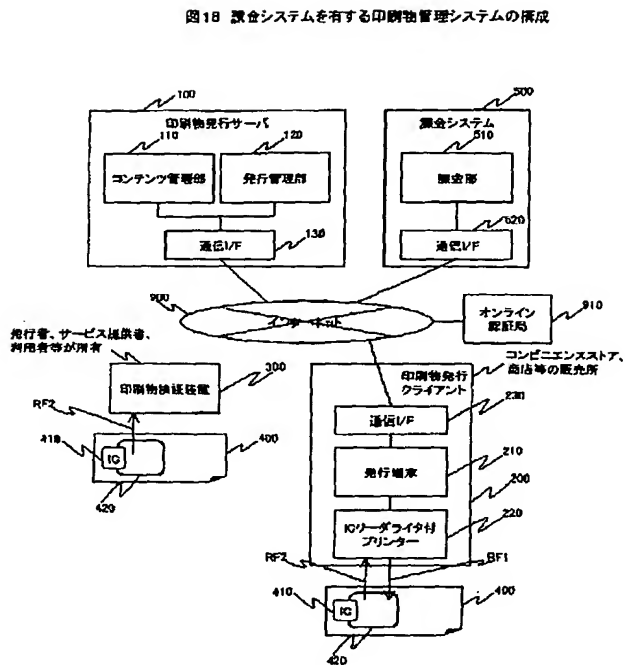 図18 課金システムを有する印刷物管理システムの構成
100
印刷物発行サーバ
110
コンテンツ管理部
120
発行管理部
130
通信I/F
500
課金システム
510
課金部
520
通信I/F
900
インターネット
オンライン
認証局
910
発行者、サービス提供者、
利用者等が所有
印刷物検証装置
300
RF2
410
IC
400
420
コンビニエンスストア、
商店等の販売所
印刷物発行
クライアント
通信I/F
230
発行端末
210
200
ICリーダライタ付
プリンター
220
RF2
RF1
410
IC
400
420